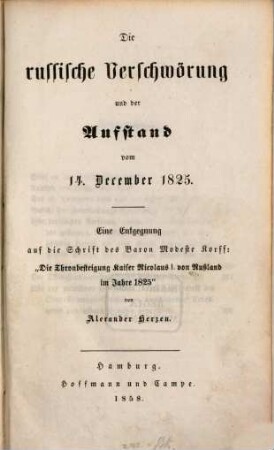 Die
russische Verschwörung
und der
Aufstand
vom
14. December 1825.
Eine Entgegnung
auf die Schrift des Baron Modeste Korff:
„Die Thronbesteigung Kaiser Nicolaus I. von Rußland
im Jahre 1825“
von
Alexander Herzen.
Hamburg,
Hoffmann und Campe.
1858.